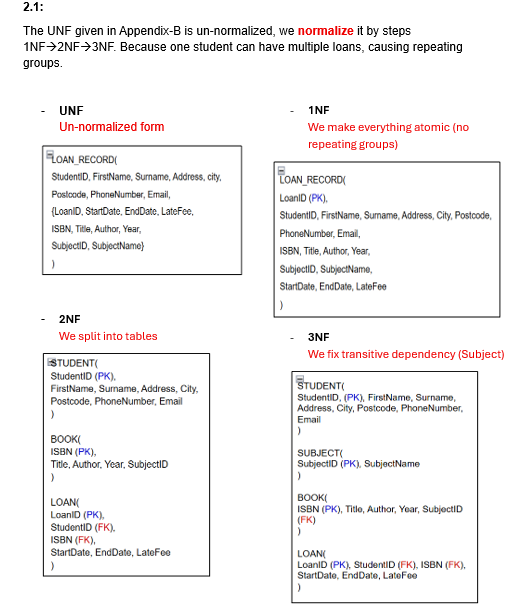 2.1:
The UNF given in Appendix-B is un-normalized, we normalize it by steps
1NF→2NF→3NF. Because one student can have multiple loans, causing repeating
groups.
- UNF
Un-normalized form
LOAN_RECORD(
StudentID, FirstName, Surname, Address, city,
Postcode, PhoneNumber, Email,
{LoanID, StartDate, EndDate, LateFee,
ISBN, Title, Author, Year,
SubjectID, SubjectName}
)
- 1NF
We make everything atomic (no
repeating groups)
LOAN_RECORD(
LoanID (PK),
StudentID, FirstName, Surname, Address, City, Postcode,
PhoneNumber, Email,
ISBN, Title, Author, Year,
SubjectID, SubjectName,
StartDate, EndDate, LateFee
)
- 2NF
We split into tables
STUDENT(
StudentID (PK),
FirstName, Surname, Address, City,
Postcode, PhoneNumber, Email
)
BOOK(
ISBN (PK),
Title, Author, Year, SubjectID
)
LOAN(
LoanID (PK),
StudentID (FK),
ISBN (FK),
StartDate, EndDate, LateFee
)
- 3NF
We fix transitive dependency (Subject)
STUDENT(
StudentID, (PK), FirstName, Surname,
Address, City, Postcode, PhoneNumber,
Email
)
SUBJECT(
SubjectID (PK), SubjectName
)
BOOK(
ISBN (PK), Title, Author, Year, SubjectID
(FK)
)
LOAN(
LoanID (PK), StudentID (FK), ISBN (FK),
StartDate, EndDate, LateFee
)